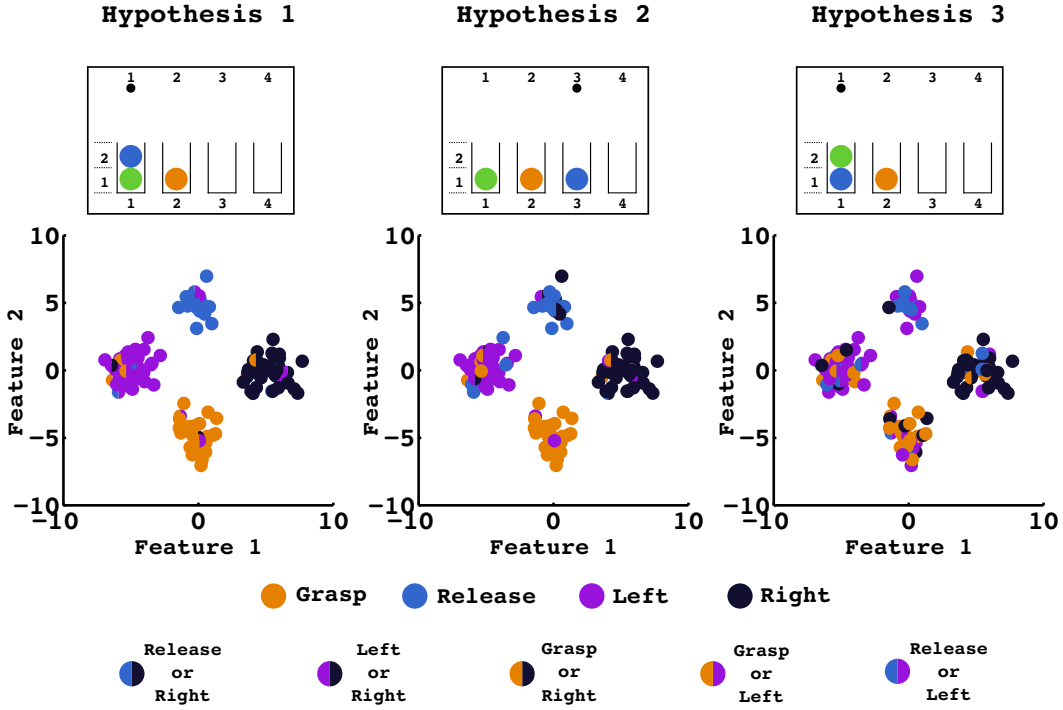 Hypothesis 1 Hypothesis 2 Hypothesis 3
1 2 3 4 1 2 3 4 1 2 3 4
2 2 2
1 1 1
1 2 3 4 1 2 3 4 1 2 3 4
10 10 10
5 5 5
0 0 0
−5 −5 −5
−10 −10 −10
Feature 2 Feature 2 Feature 2
−10 0 10 −10 0 10 −10 0 10
Feature 1 Feature 1 Feature 1
Grasp Release Left Right
Release Left Grasp Grasp Release
or or or or or
Right Right Right Left Left